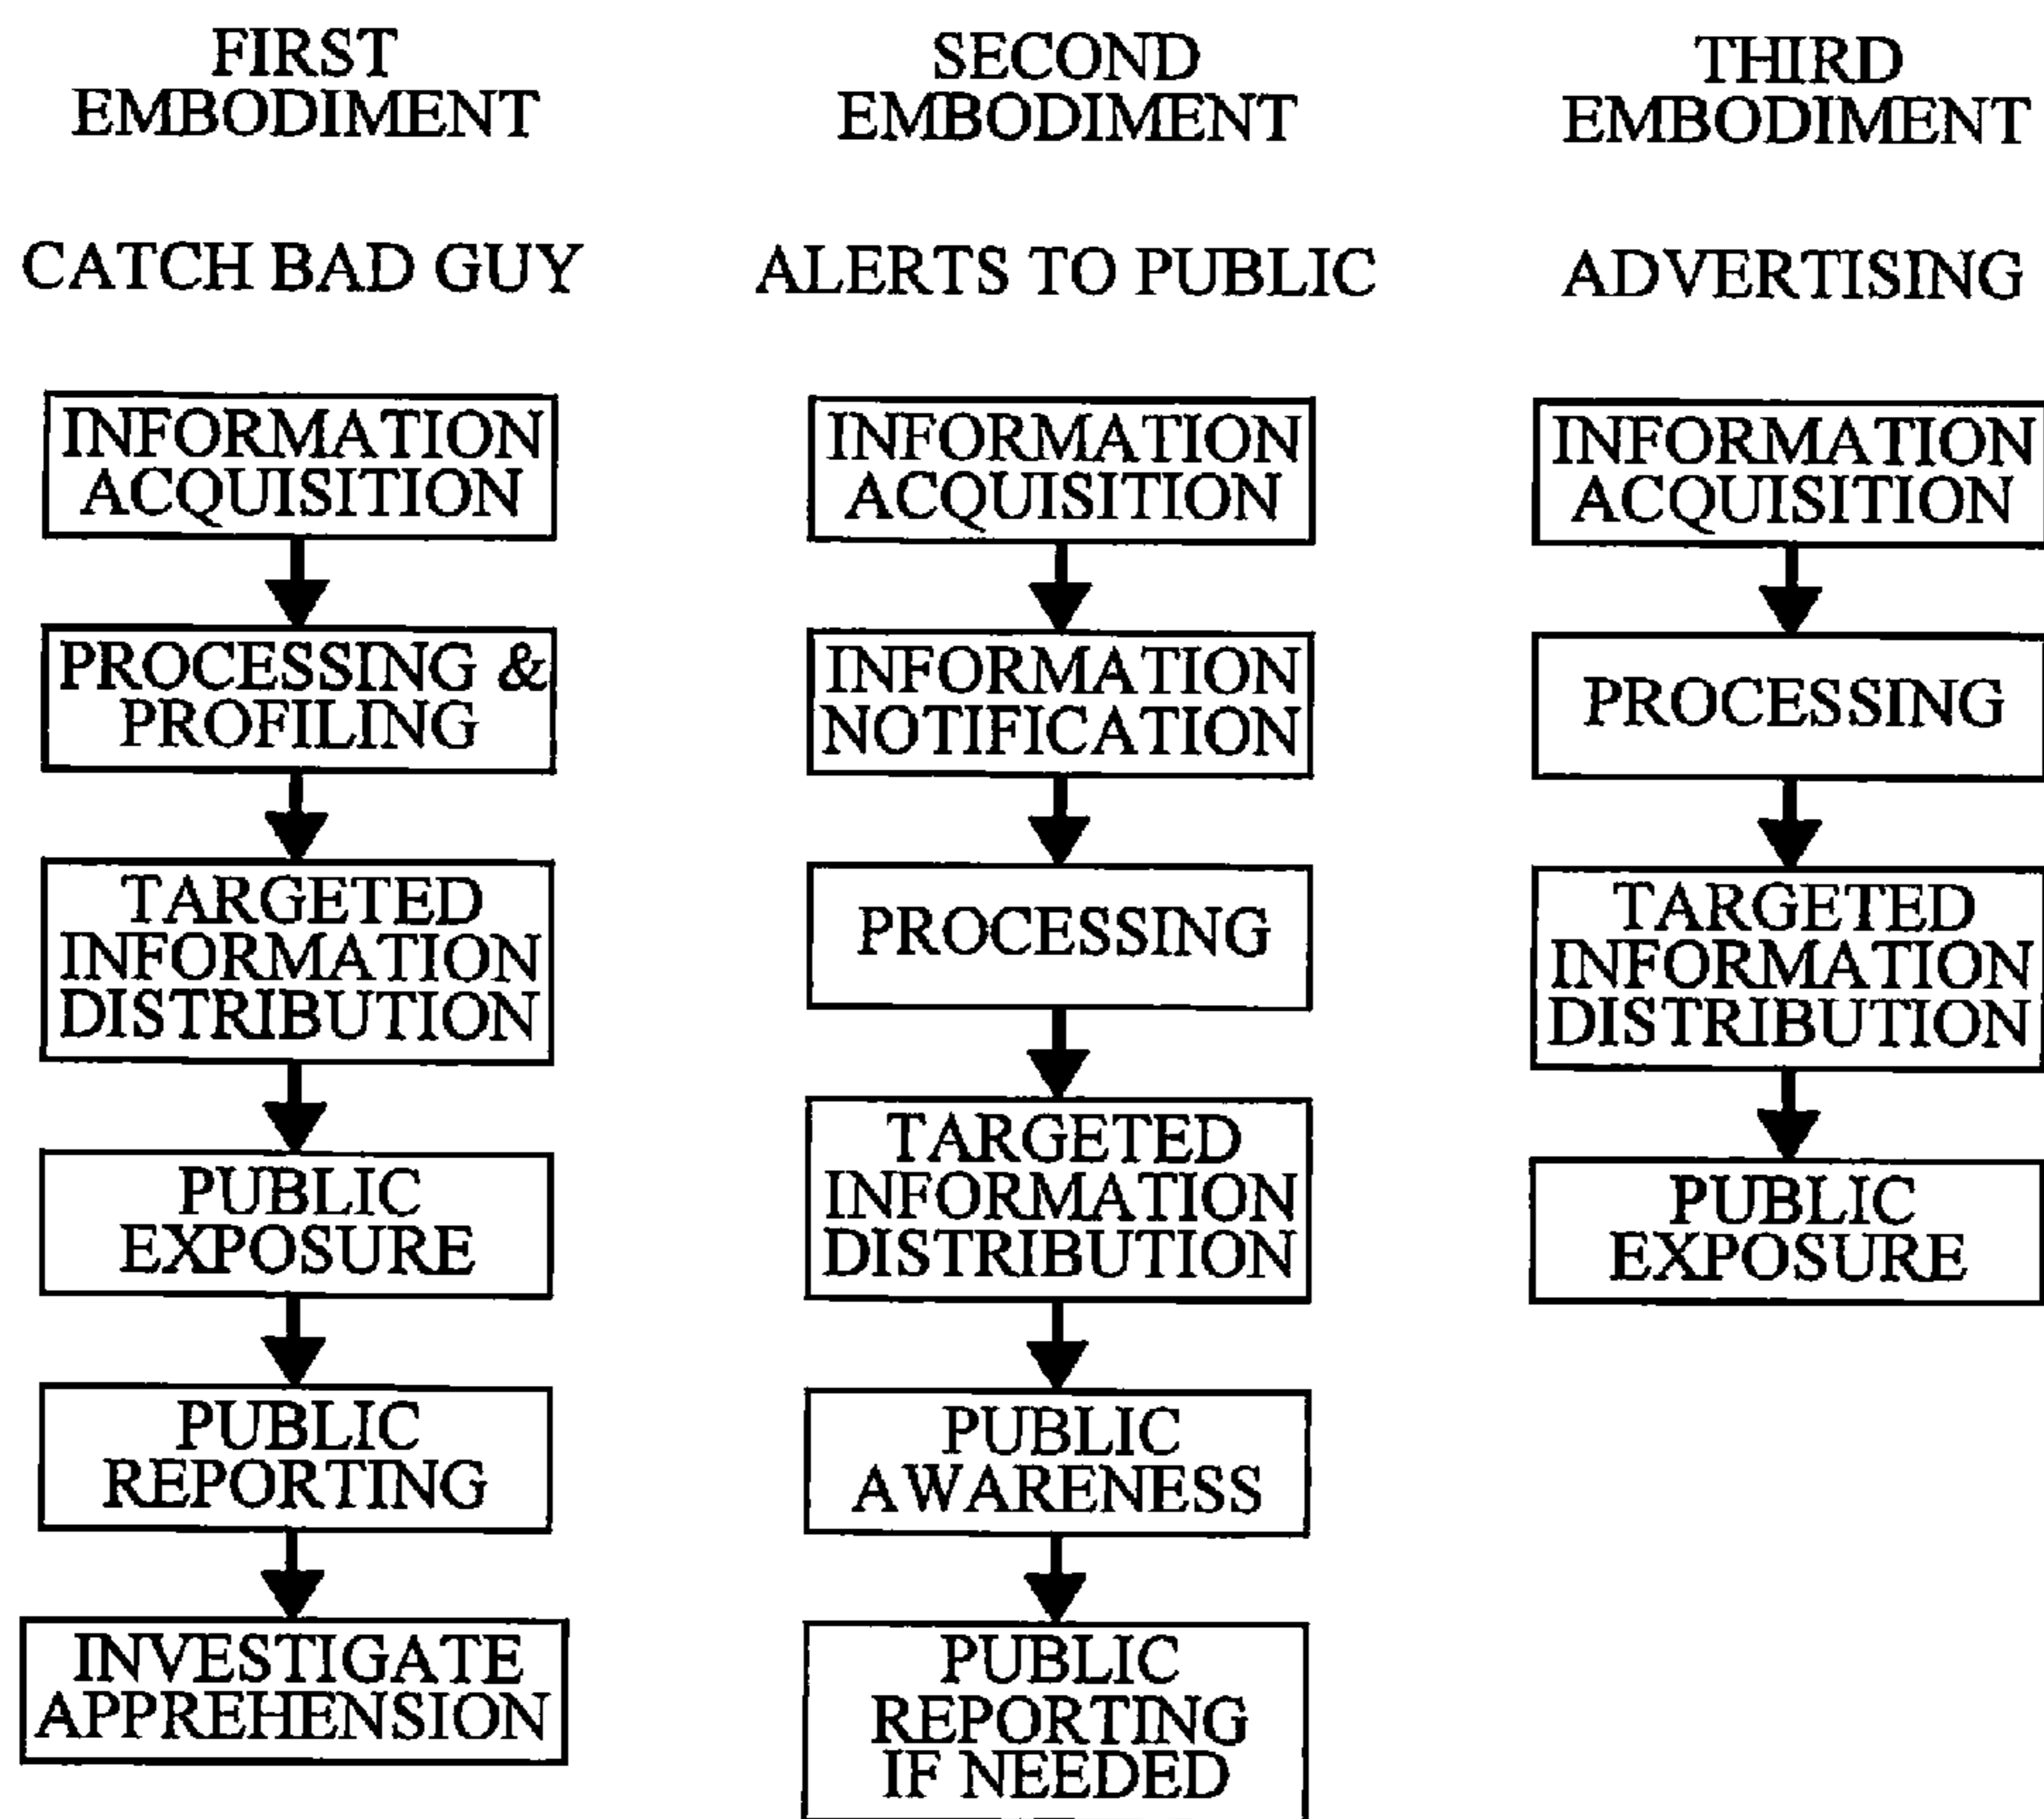 FIRST
EMBODIMENT
CATCH BAD GUY
INFORMATION
ACQUISITION
PROCESSING &
PROFILING
TARGETED
INFORMATION
DISTRIBUTION
PUBLIC
EXPOSURE
PUBLIC
REPORTING
INVESTIGATE
APPREHENSION
SECOND
EMBODIMENT
ALERTS TO PUBLIC
INFORMATION
ACQUISITION
INFORMATION
NOTIFICATION
PROCESSING
TARGETED
INFORMATION
DISTRIBUTION
PUBLIC
AWARENESS
PUBLIC
REPORTING
IF NEEDED
THIRD
EMBODIMENT
ADVERTISING
INFORMATION
ACQUISITION
PROCESSING
TARGETED
INFORMATION
DISTRIBUTION
PUBLIC
EXPOSURE